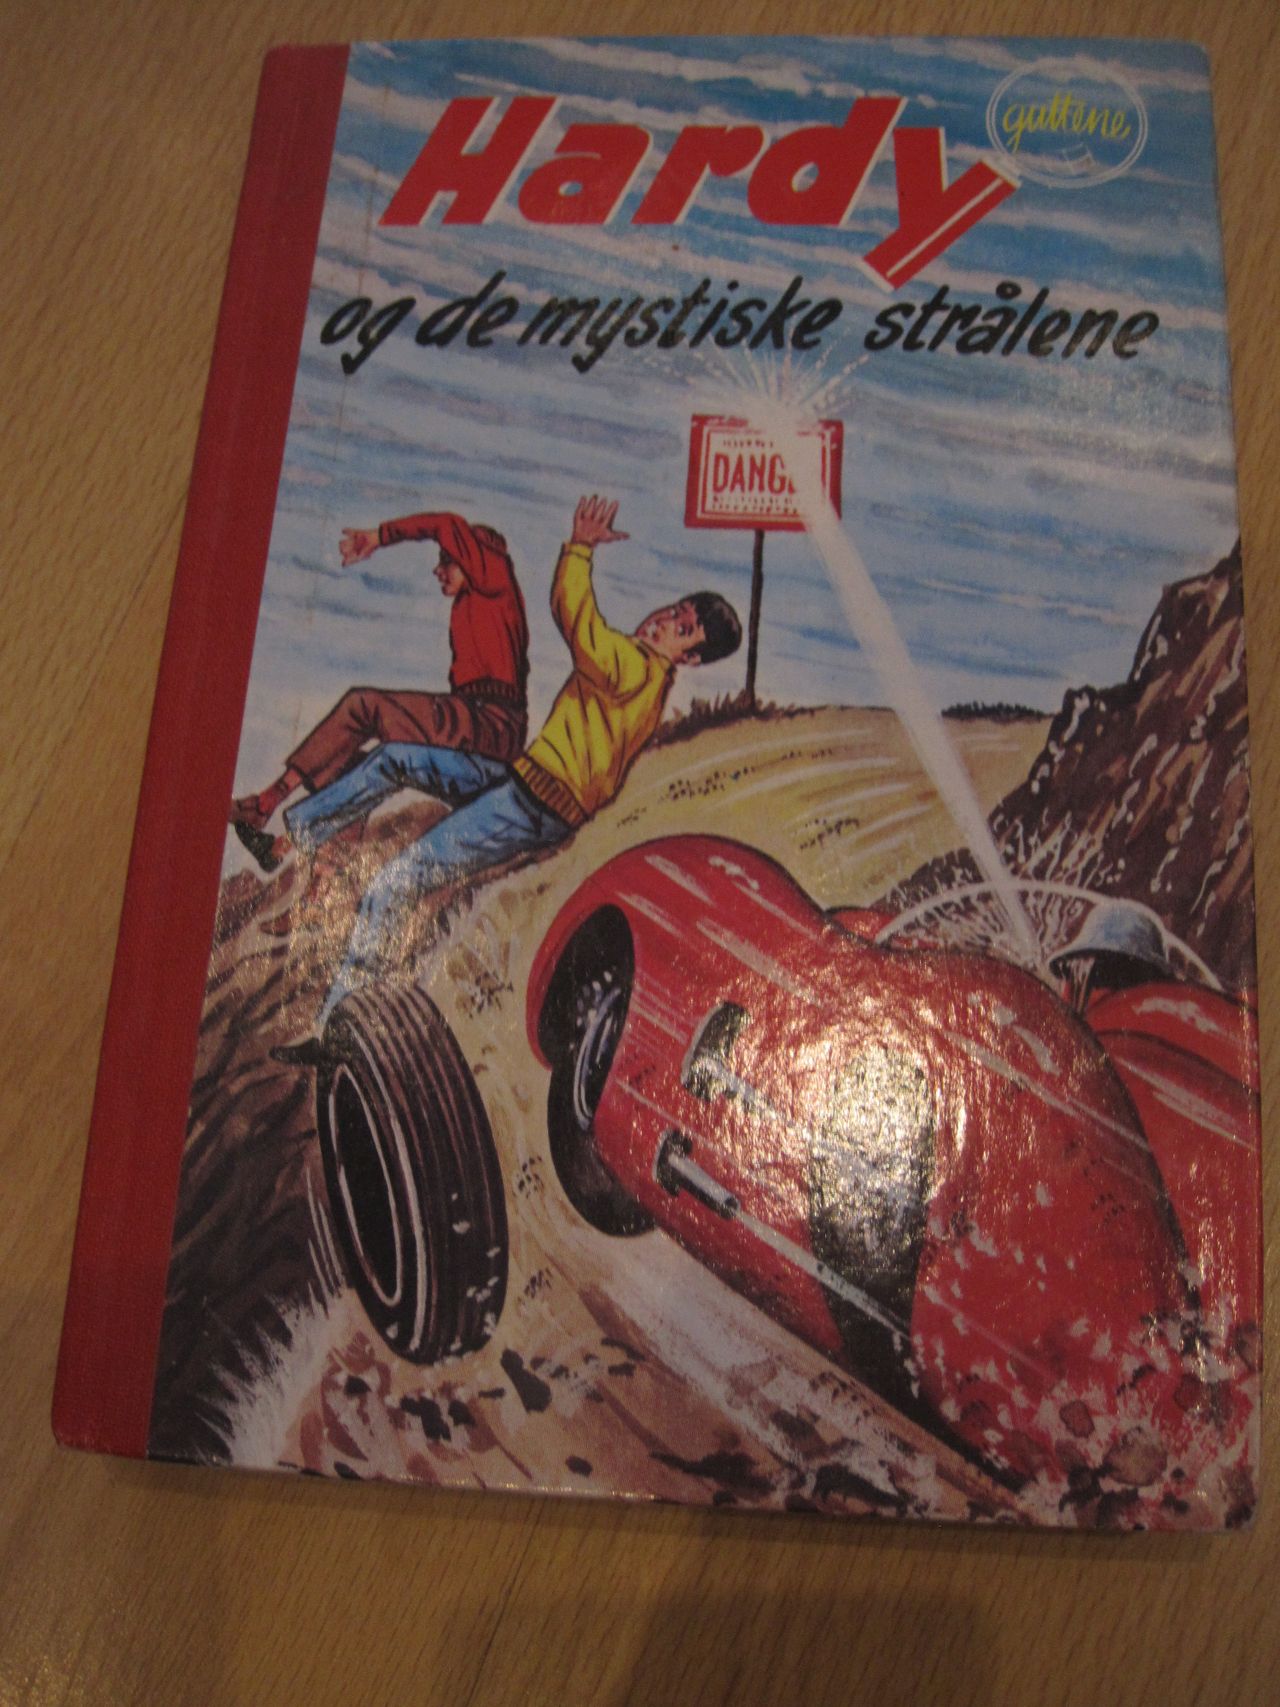 Hardy
guttene
og de mystiske strålene
DANG